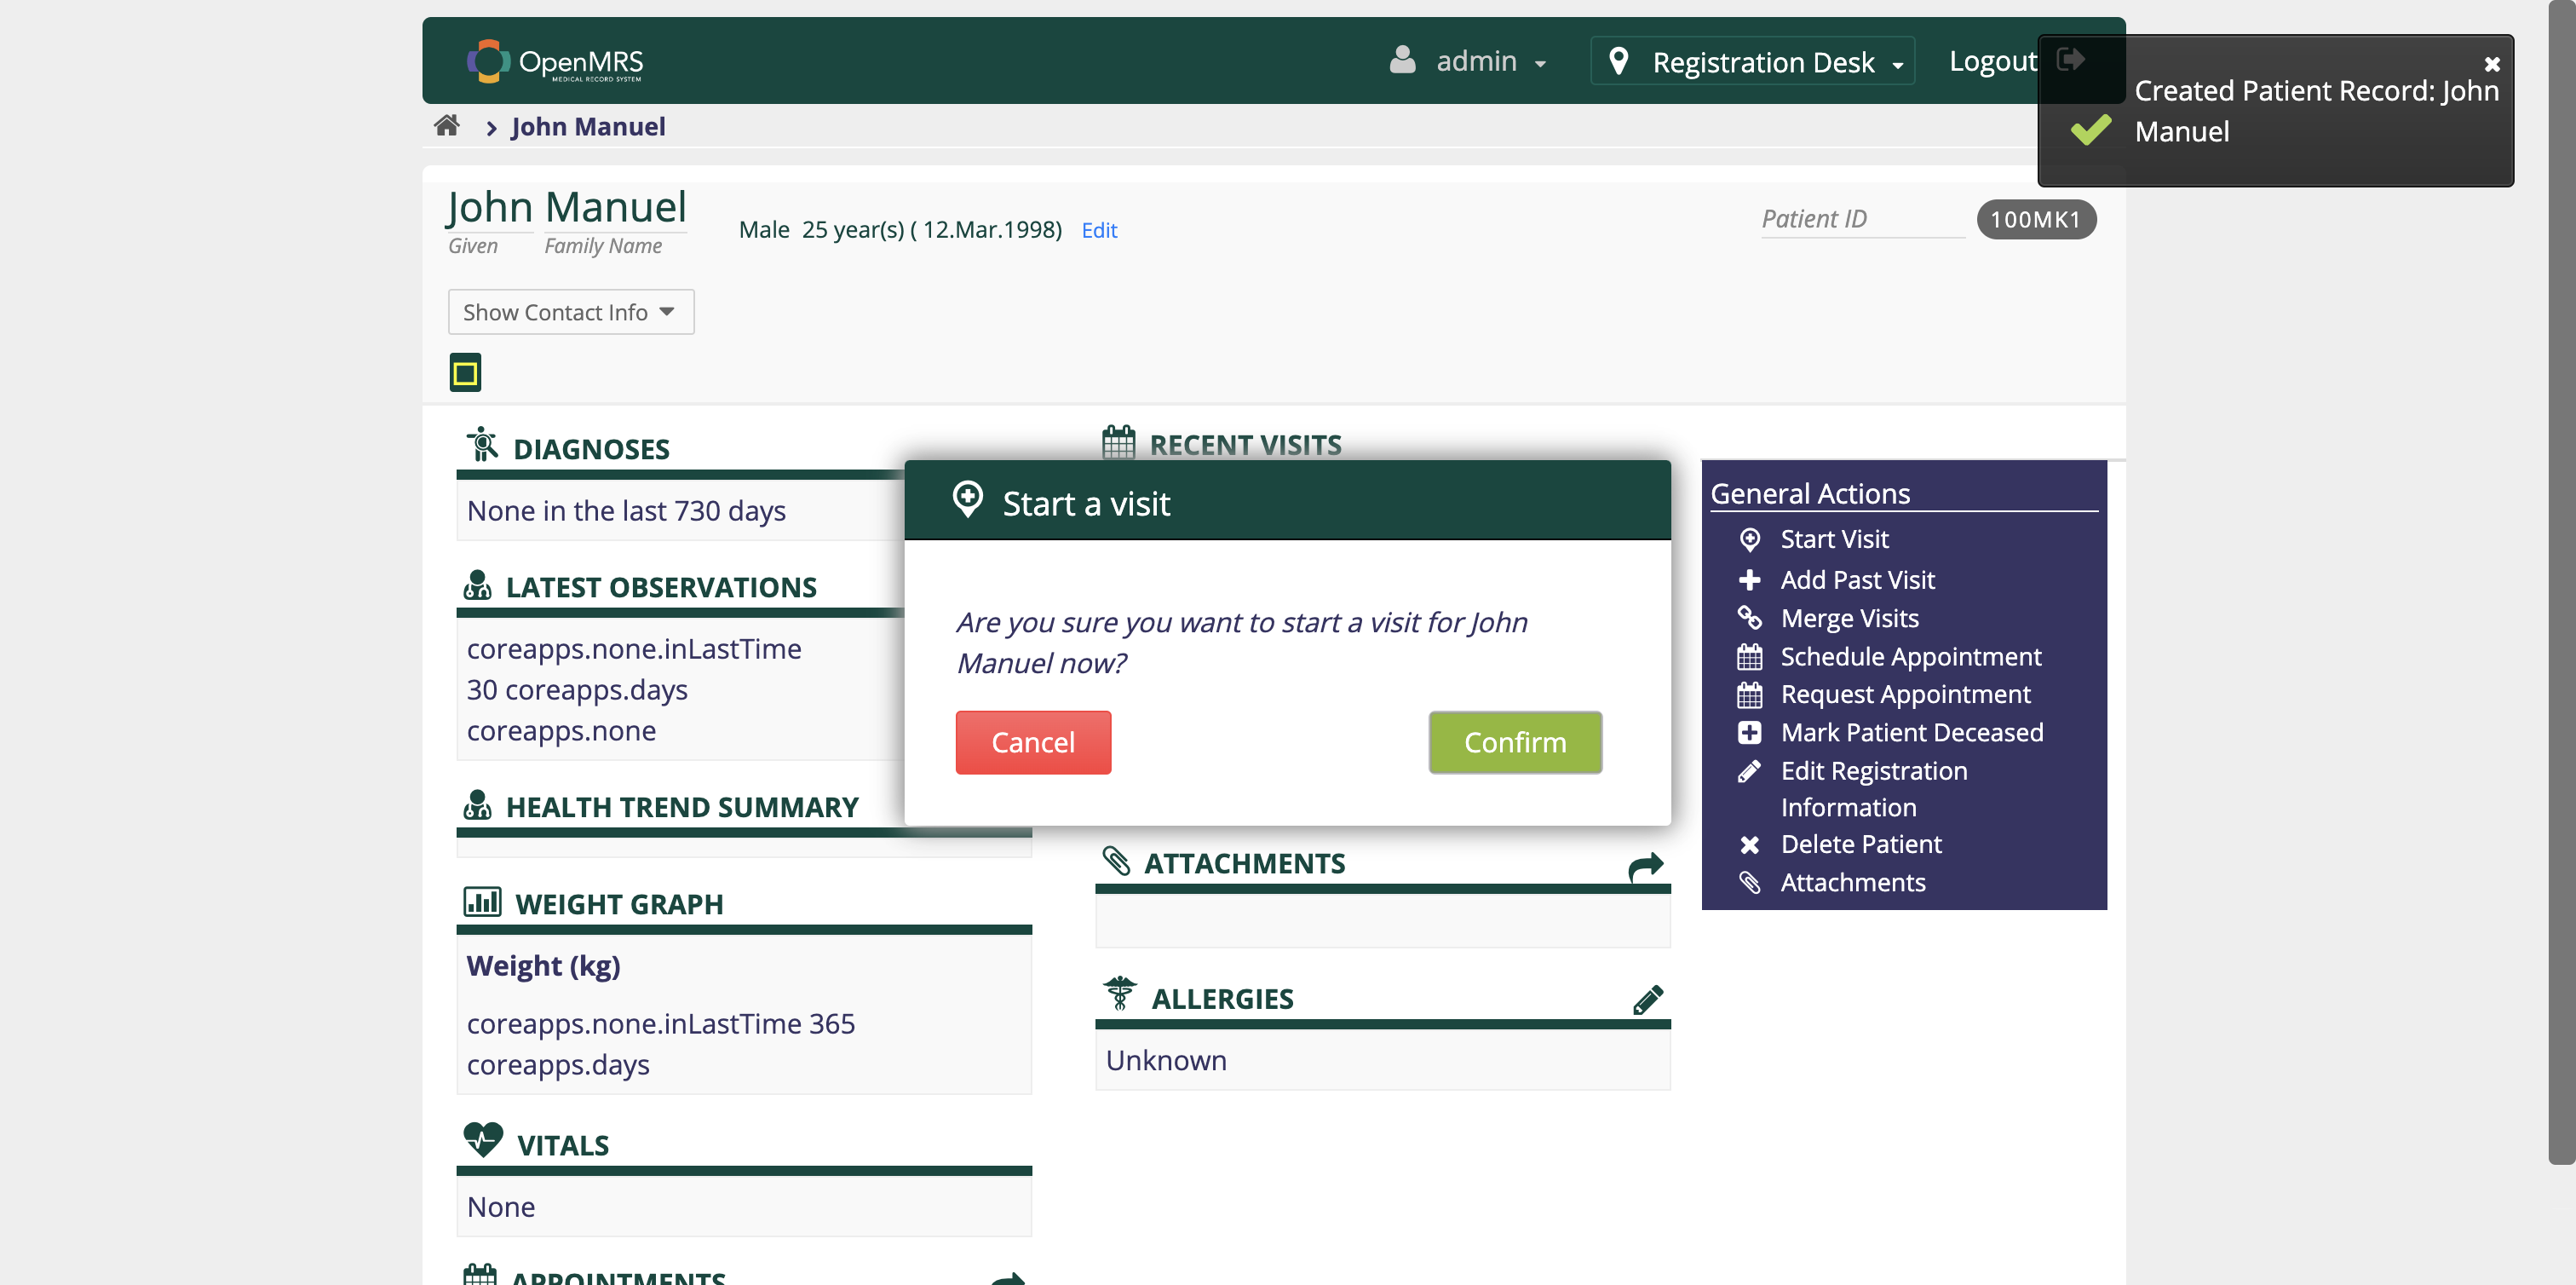 OpenMRS
MEDICAL RECORD SYSTEM
admin
Registration Desk
Logout
Created Patient Record: John
Manuel
John Manuel
John Manuel
Given Family Name
Male 25 year(s) ( 12.Mar.1998) Edit
Patient ID 100MK1
Show Contact Info
DIAGNOSES
None in the last 730 days
LATEST OBSERVATIONS
coreapps.none.inLastTime
30 coreapps.days
coreapps.none
HEALTH TREND SUMMARY
WEIGHT GRAPH
Weight (kg)
coreapps.none.inLastTime 365
coreapps.days
VITALS
None
APPOINTMENTS
RECENT VISITS
Start a visit
Are you sure you want to start a visit for John
Manuel now?
Cancel
Confirm
ATTACHMENTS
ALLERGIES
Unknown
General Actions
Start Visit
Add Past Visit
Merge Visits
Schedule Appointment
Request Appointment
Mark Patient Deceased
Edit Registration
Information
Delete Patient
Attachments